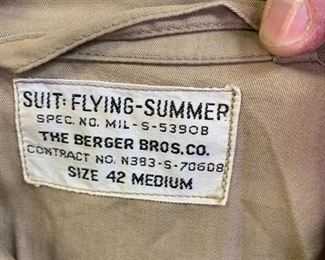 SUIT: FLYING-SUMMER
SPEC. NO. MIL-S-5390B
THE BERGER BROS. CO.
CONTRACT NO. N383-S-70608
SIZE 42 MEDIUM